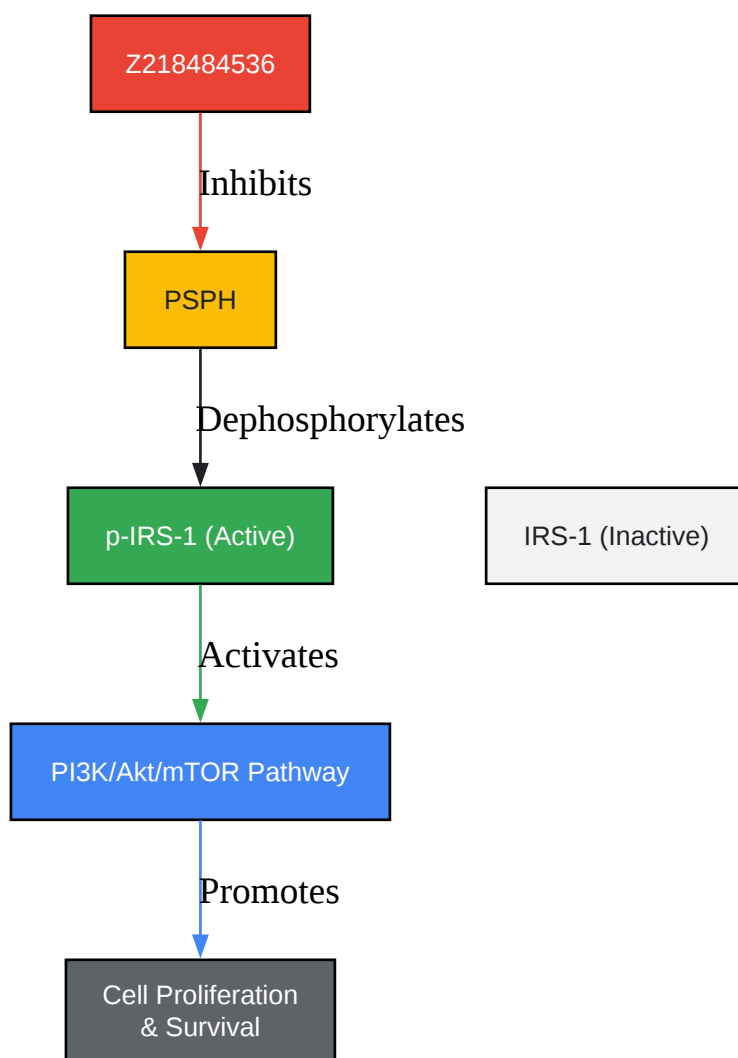 Z218484536
Inhibits
PSPH
Dephosphorylates
p-IRS-1 (Active)
IRS-1 (Inactive)
Activates
PI3K/Akt/mTOR Pathway
Promotes
Cell Proliferation
& Survival